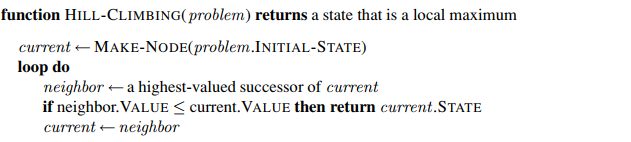 function HILL-CLIMBING(problem) returns a state that is a local maximum
current ← MAKE-NODE(problem.INITIAL-STATE)
loop do
neighbor ← a highest-valued successor of current
if neighbor.VALUE ≤ current.VALUE then return current.STATE
current ← neighbor